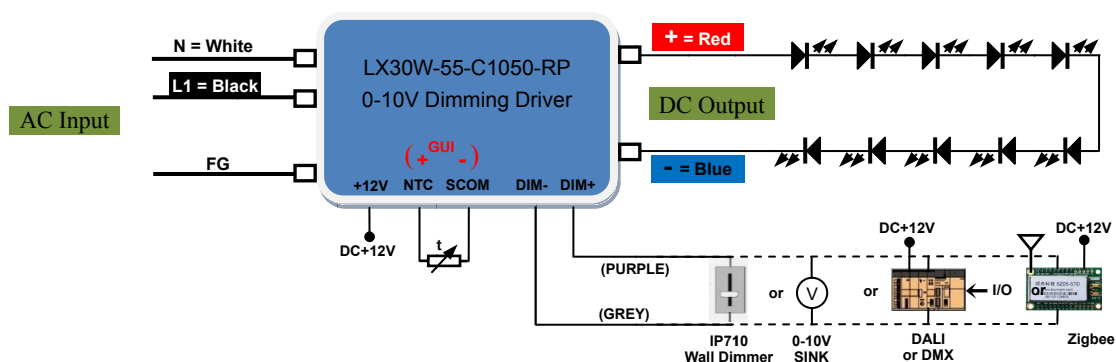 N = White
+ = Red
L1 = Black
LX30W-55-C1050-RP
0-10V Dimming Driver
DC Output
AC Input
GUI
( + - )
- = Blue
FG
+12V NTC SCOM DIM- DIM+
DC+12V
t
(PURPLE)
(GREY)
or
V
or
DC+12V
I/O
DC+12V
or
IP710
Wall Dimmer
0-10V
SINK
DALI
or DMX
Zigbee